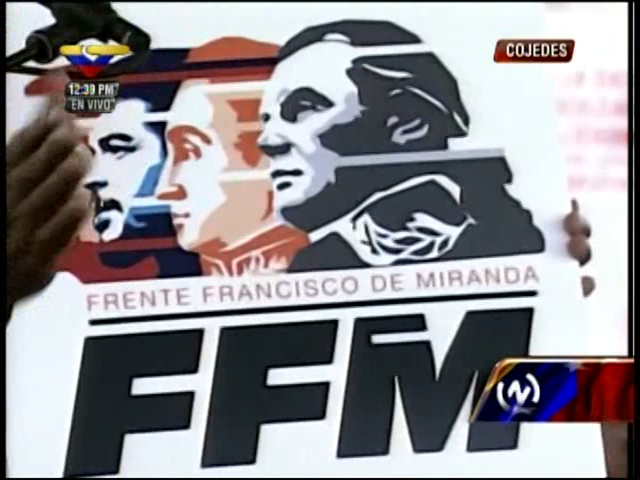 COJEDES
12:39 PM
EN VIVO
FRENTE FRANCISCO DE MIRANDA
FFM